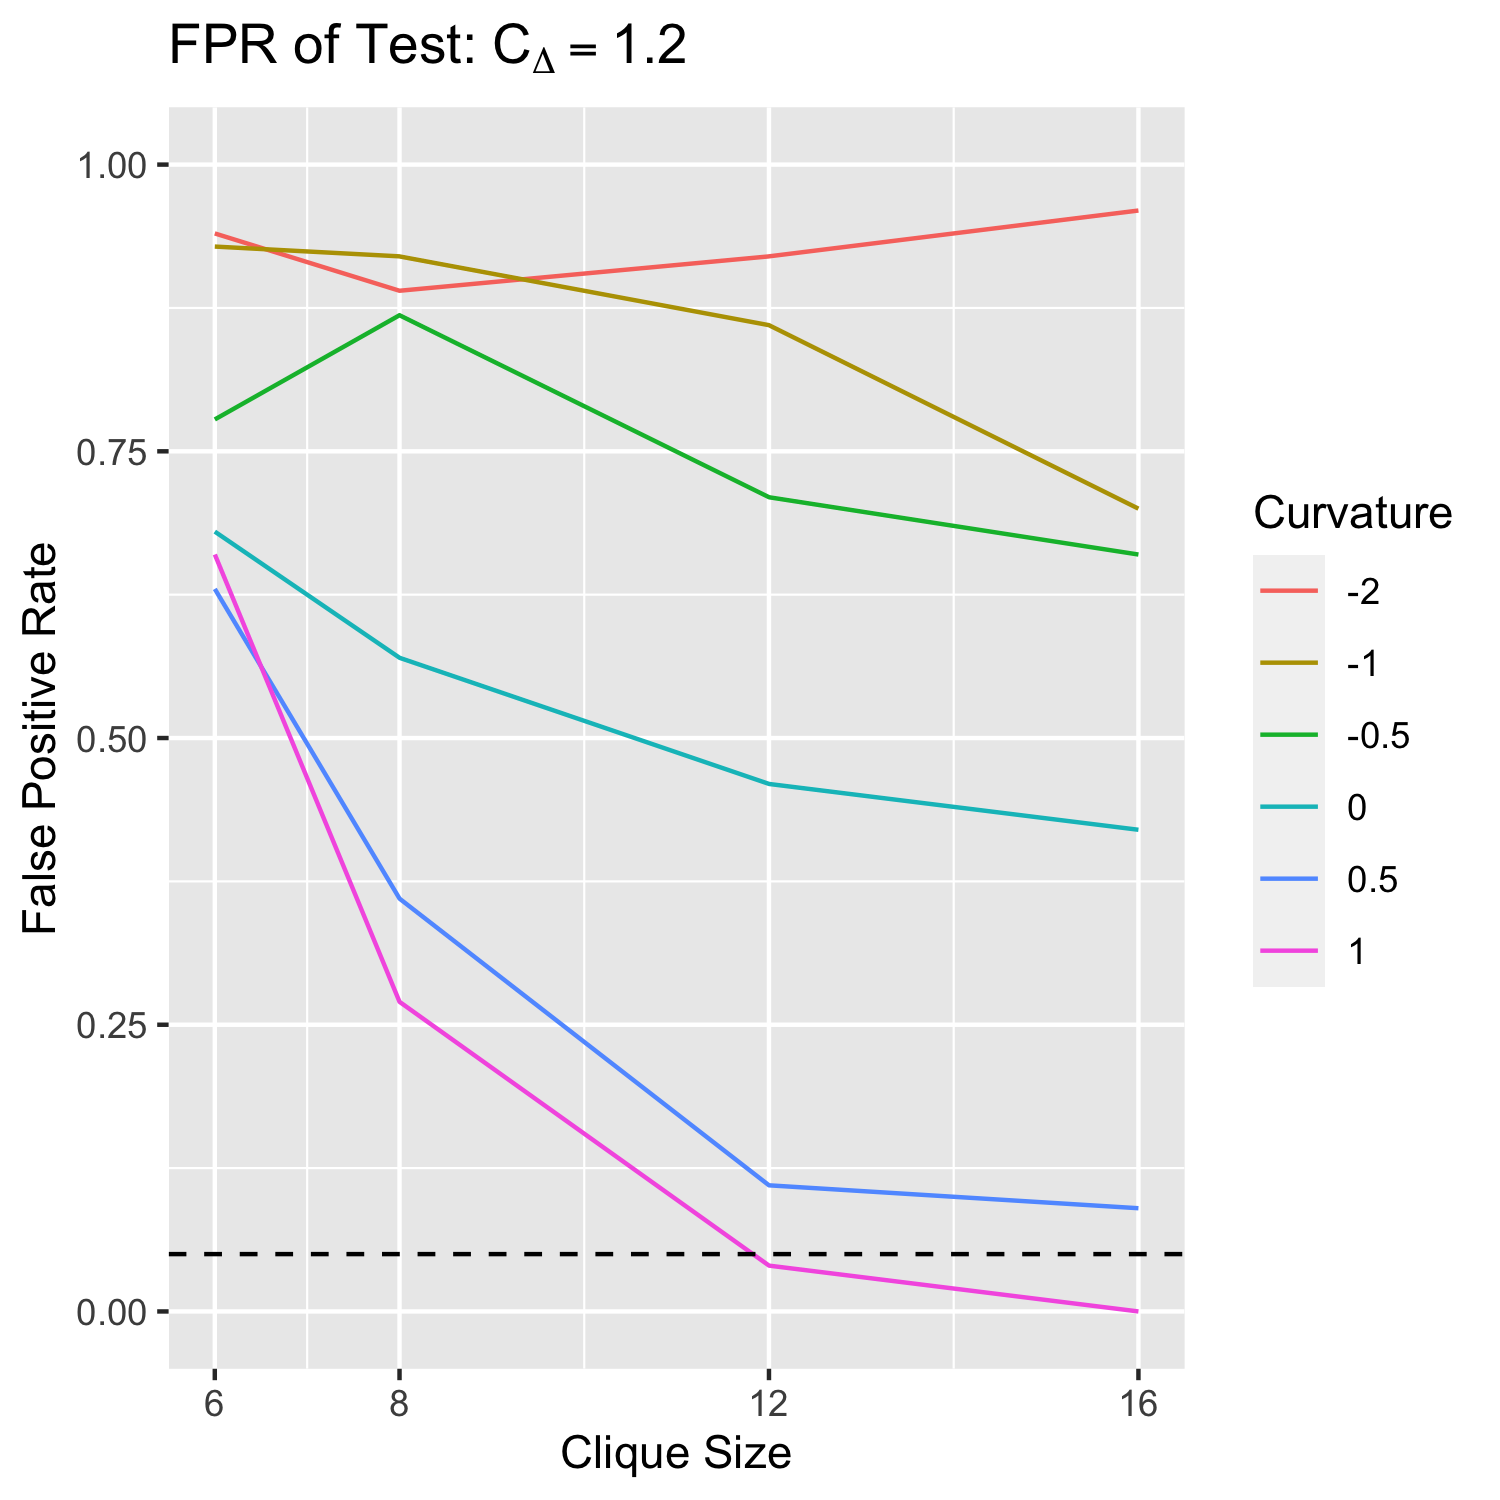 FPR of Test: C_Δ = 1.2
1.00
0.75
0.50
0.25
0.00
False Positive Rate
6 8 12 16
Clique Size
Curvature
-2
-1
-0.5
0
0.5
1